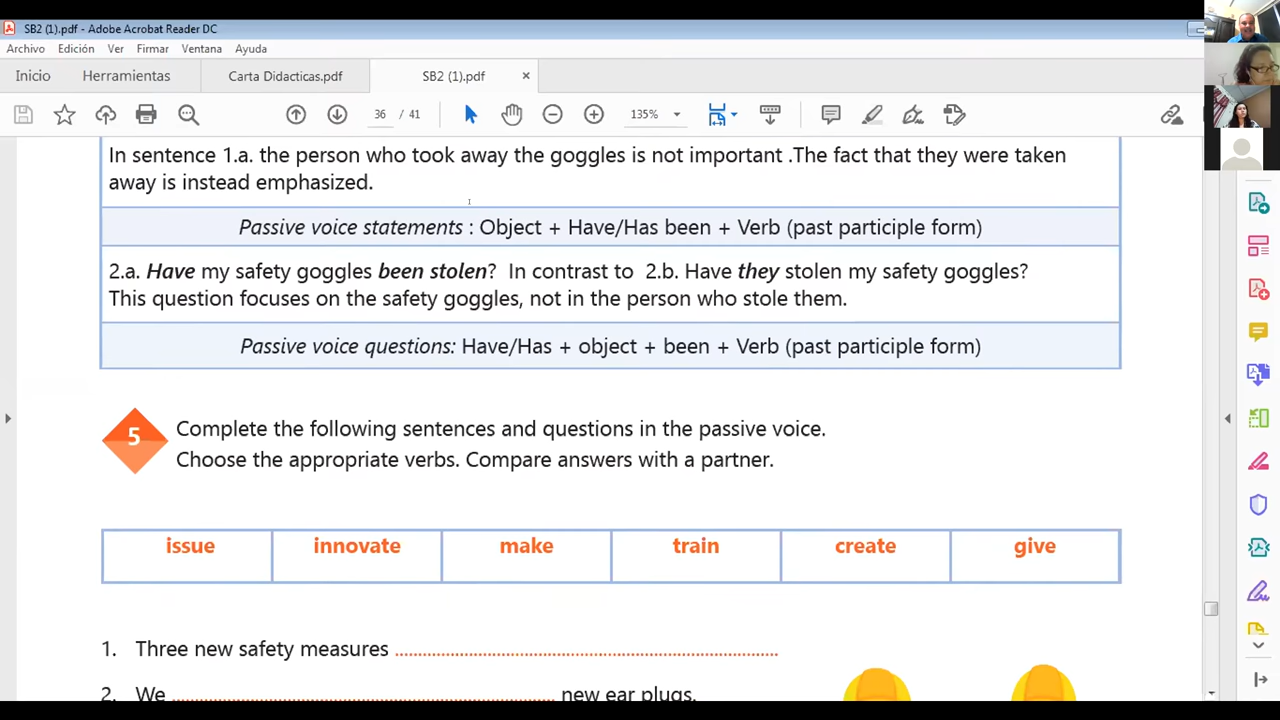 SB2 (1).pdf - Adobe Acrobat Reader DC
Archivo Edición Ver Firmar Ventana Ayuda
Inicio Herramientas Carta Didacticas.pdf SB2 (1).pdf ×
36 / 41 135%
In sentence 1.a. the person who took away the goggles is not important .The fact that they were taken
away is instead emphasized.
Passive voice statements : Object + Have/Has been + Verb (past participle form)
2.a. Have my safety goggles been stolen? In contrast to 2.b. Have they stolen my safety goggles?
This question focuses on the safety goggles, not in the person who stole them.
Passive voice questions: Have/Has + object + been + Verb (past participle form)
5 Complete the following sentences and questions in the passive voice.
Choose the appropriate verbs. Compare answers with a partner.
issue innovate make train create give
1. Three new safety measures ................................................................
2. We ................................................................ new ear plugs.